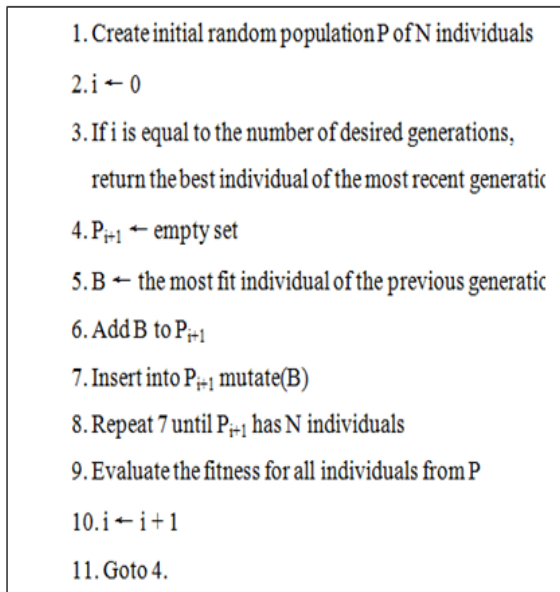 1. Create initial random population P of N individuals
2. i ← 0
3. If i is equal to the number of desired generations,
return the best individual of the most recent generatic
4. Pi+1 ← empty set
5. B ← the most fit individual of the previous generatic
6. Add B to Pi+1
7. Insert into Pi+1 mutate(B)
8. Repeat 7 until Pi+1 has N individuals
9. Evaluate the fitness for all individuals from P
10. i ← i + 1
11. Goto 4.